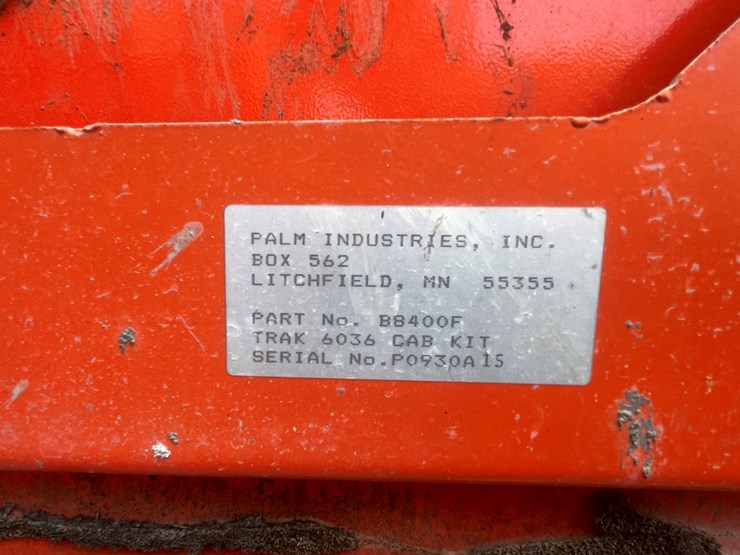 PALM INDUSTRIES, INC.
BOX 562
LITCHFIELD, MN 55355
PART No. B8400F
TRAK 6036 CAB KIT
SERIAL No.P0930A15